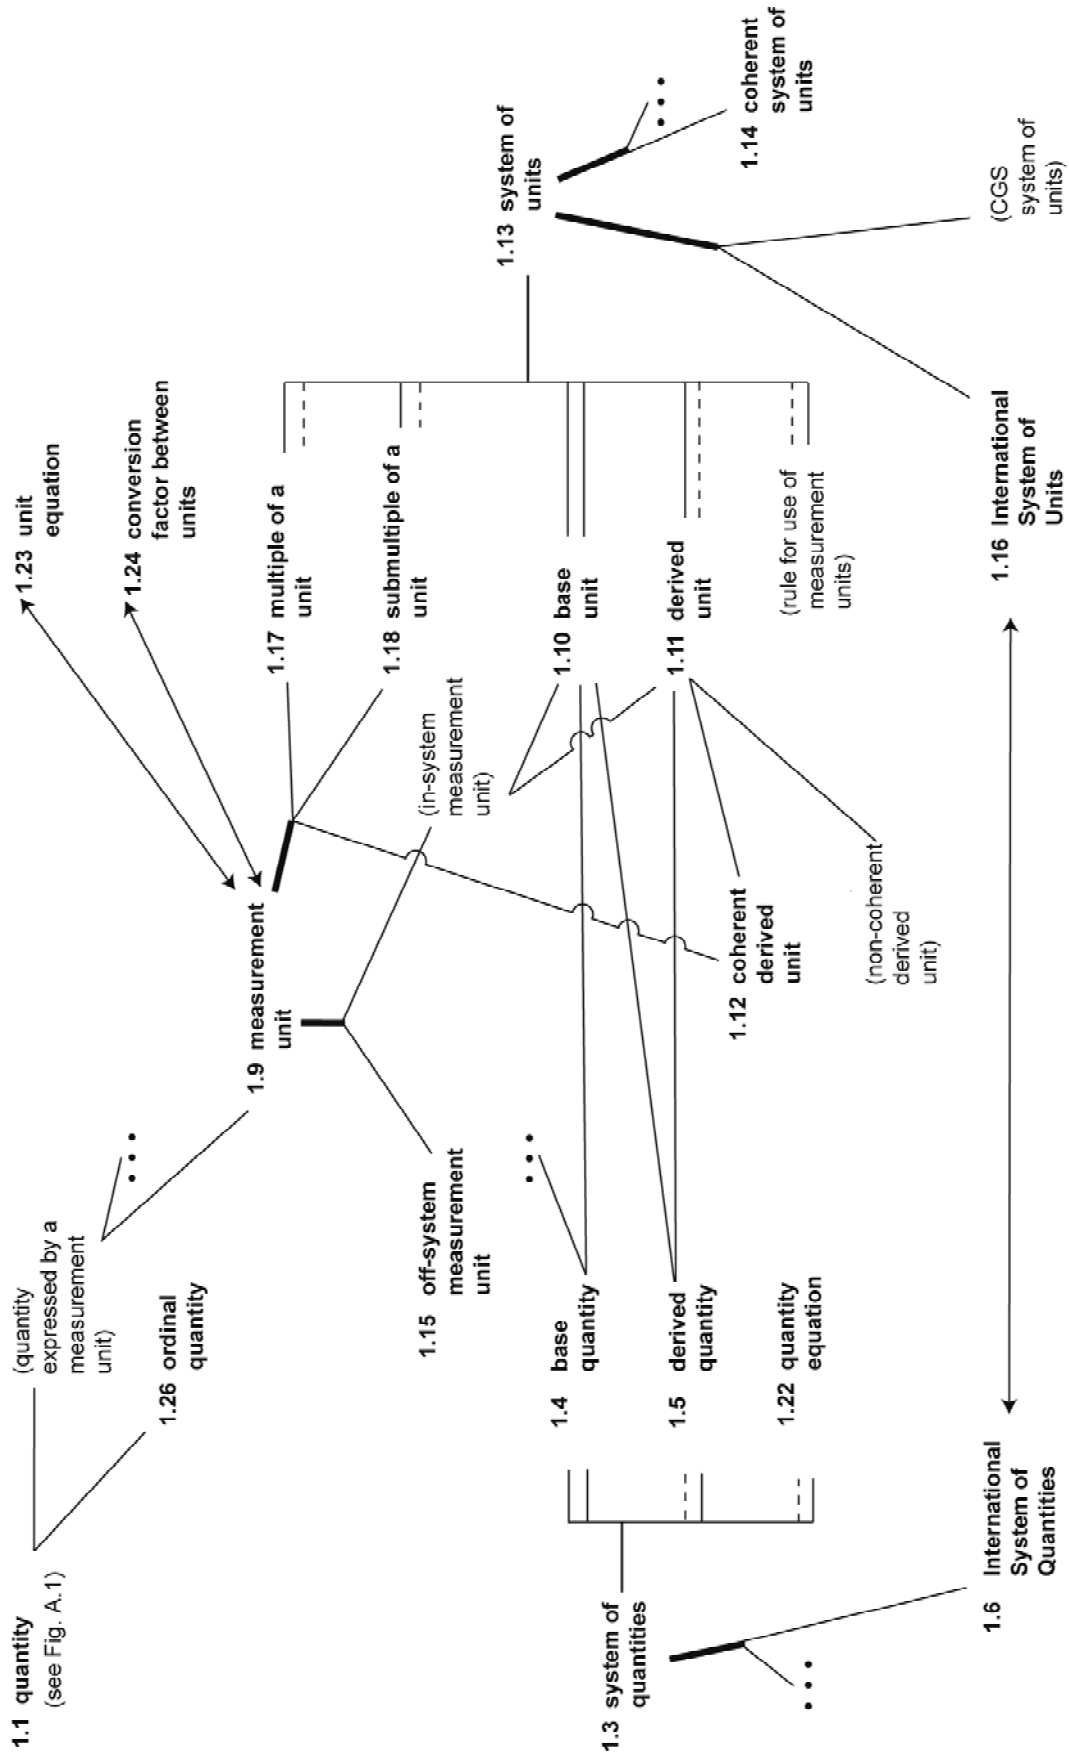 1.1 quantity
(see Fig. A.1)
(quantity
expressed by a
measurement
unit)
1.26 ordinal
quantity
1.23 unit
equation
1.24 conversion
factor between
units
1.9 measurement
unit
1.17 multiple of a
unit
1.18 submultiple of a
unit
1.15 off-system
measurement
unit
(in-system
measurement
unit)
1.13 system of
units
1.14 coherent
system of
units
1.3 system of
quantities
1.4 base
quantity
1.5 derived
quantity
1.22 quantity
equation
1.10 base
unit
1.11 derived
unit
(rule for use of
measurement
units)
1.12 coherent
derived
unit
(non-coherent
derived
unit)
1.6 International
System of
Quantities
1.16 International
System of
Units
(CGS
system of
units)